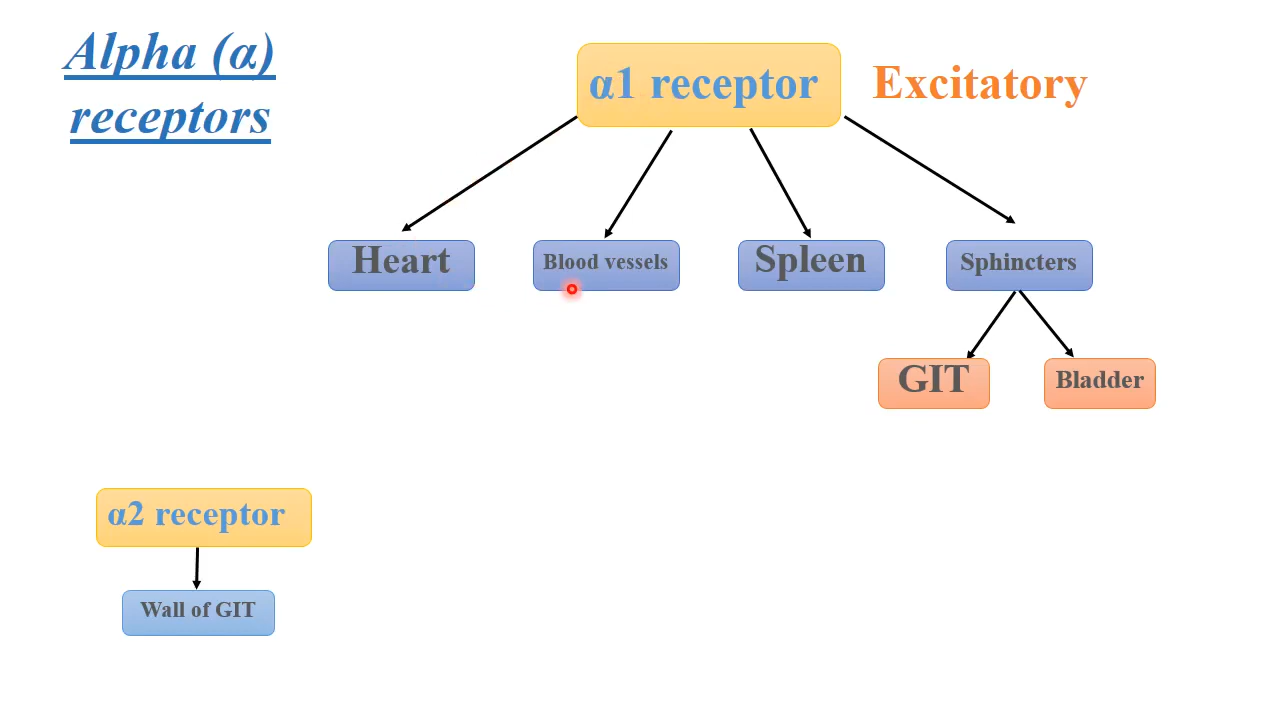 Alpha (α)
receptors
α1 receptor
Excitatory
Heart
Blood vessels
Spleen
Sphincters
GIT
Bladder
α2 receptor
Wall of GIT